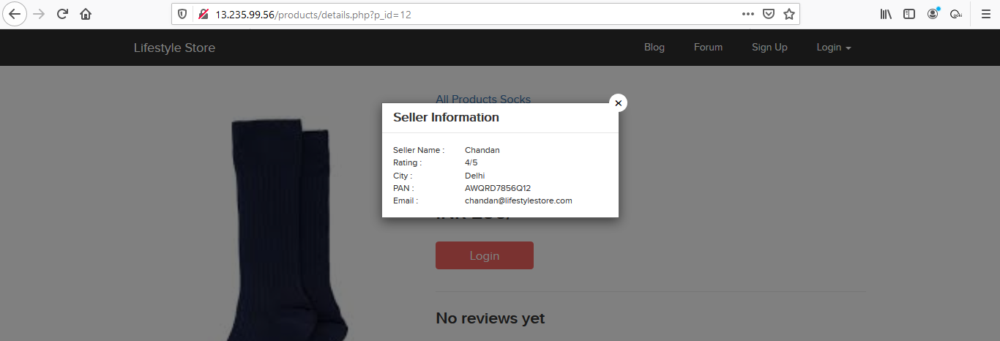 13.235.99.56/products/details.php?p_id=12
Lifestyle Store
Blog
Forum
Sign Up
Login
All Products Socks
Seller Information
Seller Name : Chandan
Rating : 4/5
City : Delhi
PAN : AWQRD7856Q12
Email : chandan@lifestylestore.com
Login
No reviews yet